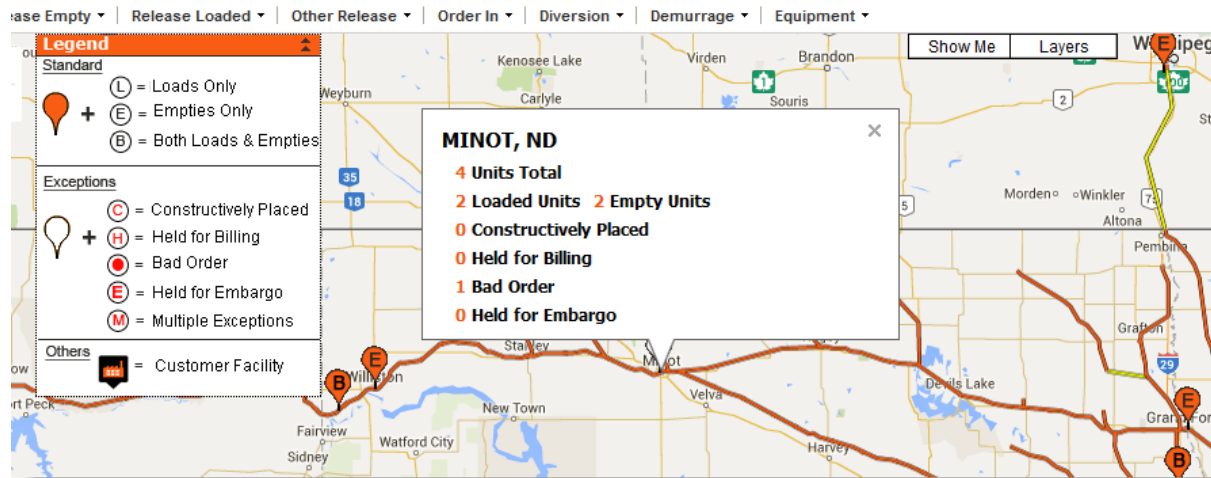 ease Empty
Release Loaded
Other Release
Order In
Diversion
Demurrage
Equipment
Legend
Standard
L = Loads Only
+ E = Empties Only
B = Both Loads & Empties
Exceptions
C = Constructively Placed
+ H = Held for Billing
= Bad Order
E = Held for Embargo
M = Multiple Exceptions
Others
= Customer Facility
Show Me
Layers
MINOT, ND
4 Units Total
2 Loaded Units 2 Empty Units
0 Constructively Placed
0 Held for Billing
1 Bad Order
0 Held for Embargo
×
Kenosee Lake
Virden
Brandon
Weyburn
Carlyle
Souris
1
2
35
18
5
Morden
Winkler
75
Altona
Pembina
100
E
Grafton
29
Stanley
Minot
Velva
Devils Lake
E
B
Williston
New Town
Fairview
Watford City
Sidney
Harvey
E
B